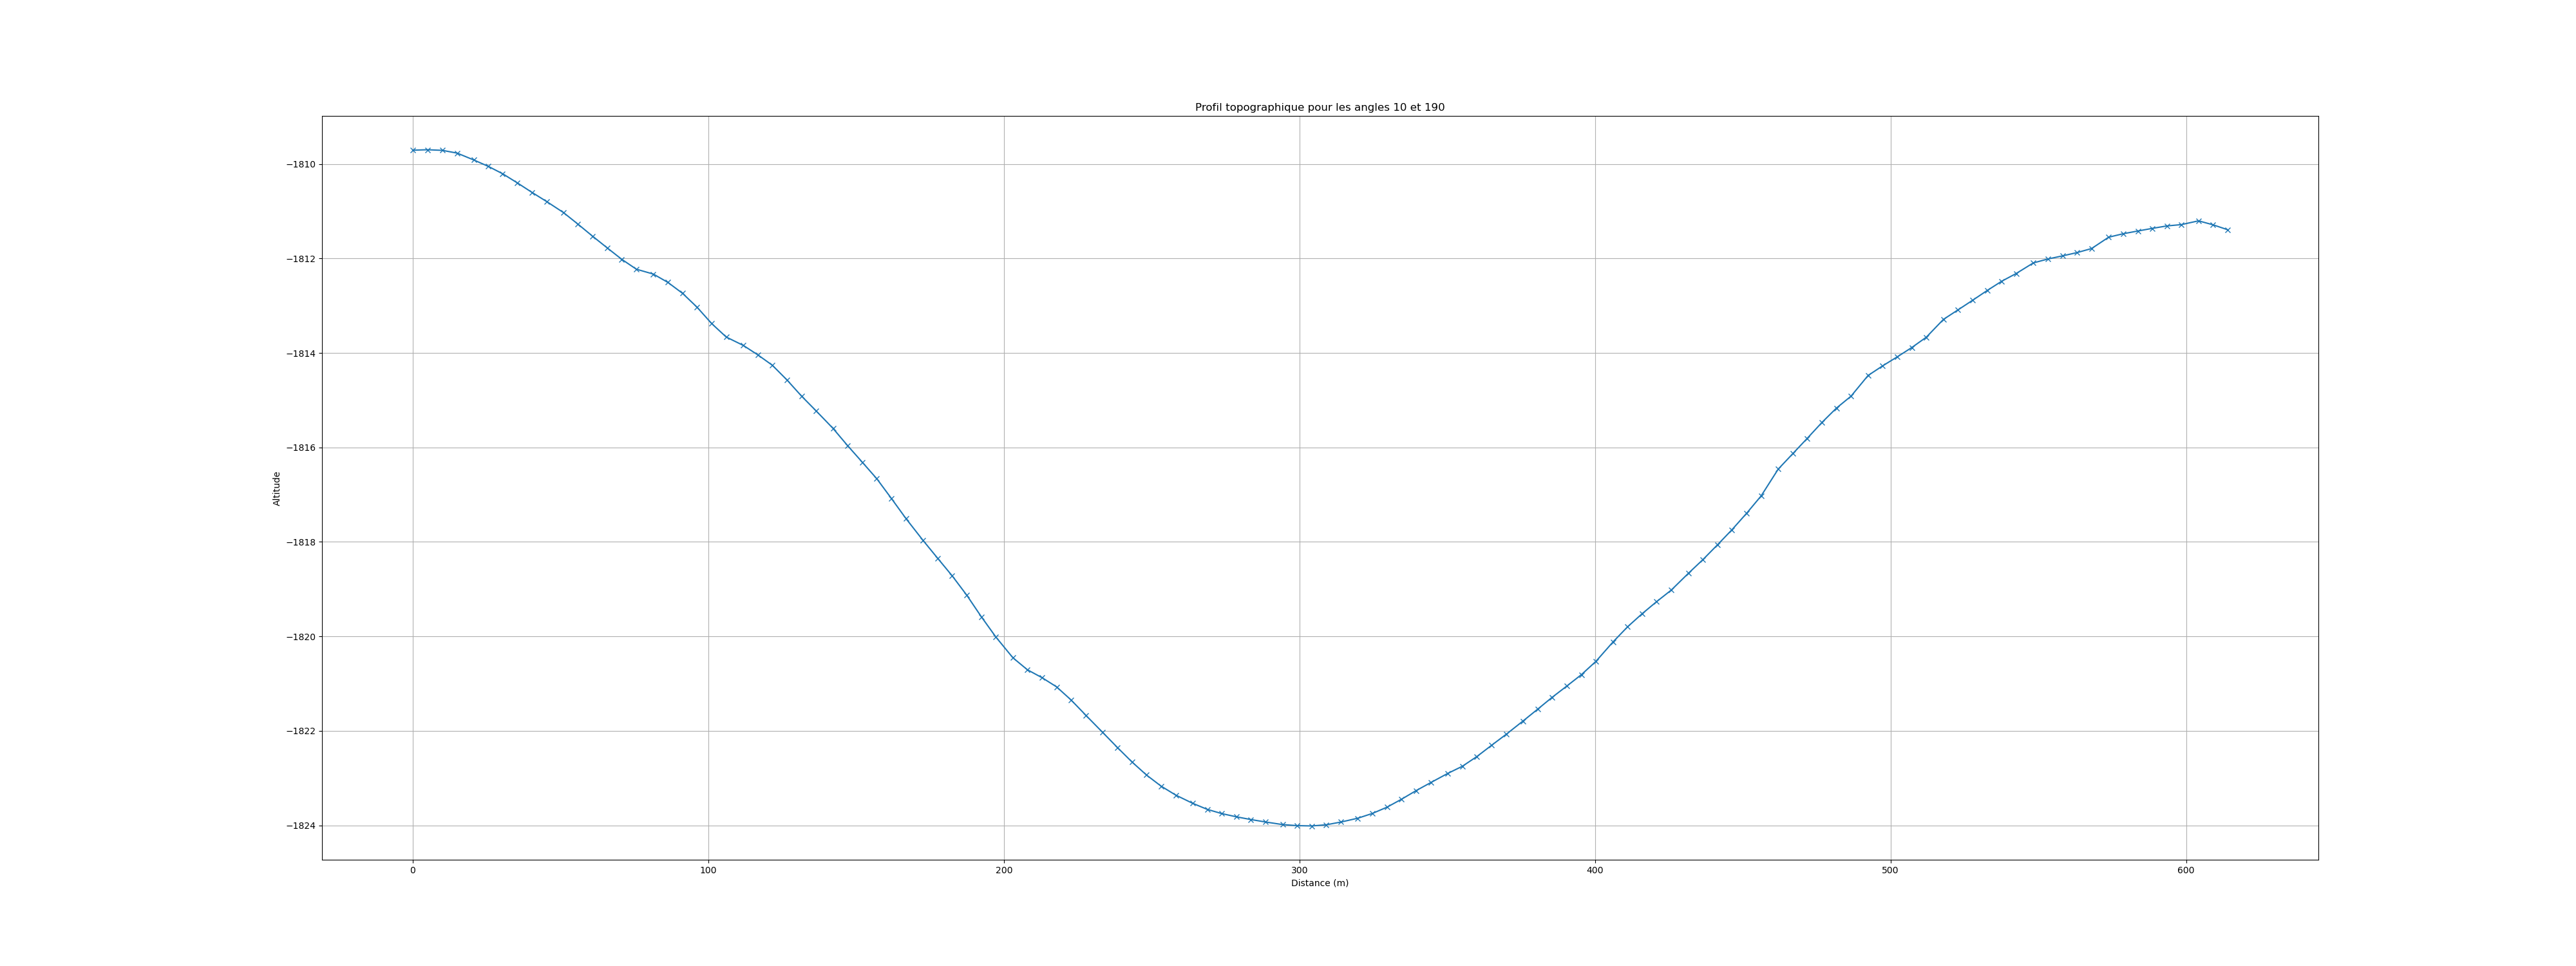 Profil topographique pour les angles 10 et 190
−1810
−1812
−1814
−1816
−1818
−1820
−1822
−1824
Altitude
0 100 200 300 400 500 600
Distance (m)